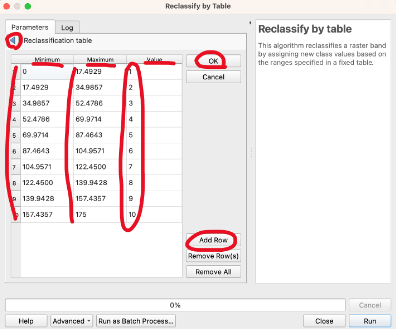 Reclassify by Table
Parameters Log
Reclassification table
Minimum Maximum Value
0 17.4929 1
2 17.4929 34.9857 2
3 34.9857 52.4786 3
4 52.4786 69.9714 4
5 69.9714 87.4643 5
6 87.4643 104.9571 6
7 104.9571 122.4500 7
8 122.4500 139.9428 8
9 139.9428 157.4357 9
157.4357 175 10
OK
Cancel
Add Row
Remove Row(s)
Remove All
Reclassify by table
This algorithm reclassifies a raster band
by assigning new class values based on
the ranges specified in a fixed table.
0%
Cancel
Help Advanced Run as Batch Process... Close Run